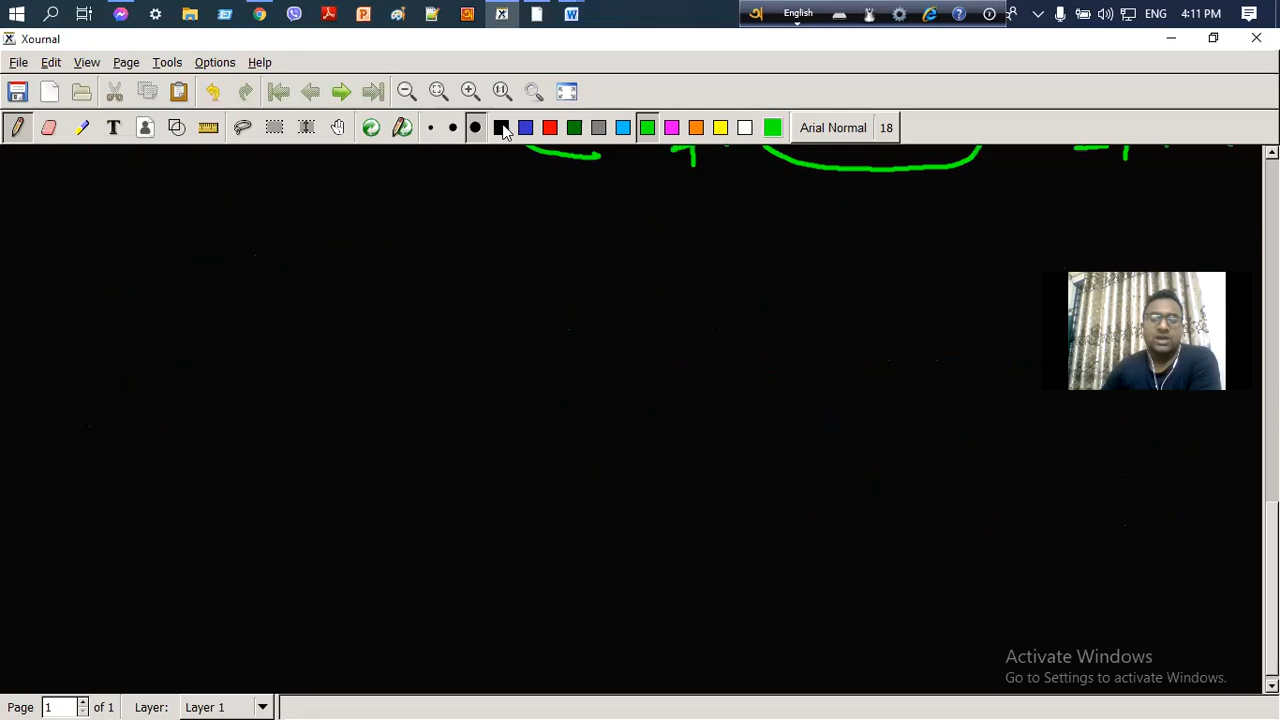 English
ENG 4:11 PM
Xournal
File Edit View Page Tools Options Help
Arial Normal 18
Activate Windows
Go to Settings to activate Windows.
Page 1 of 1 Layer: Layer 1